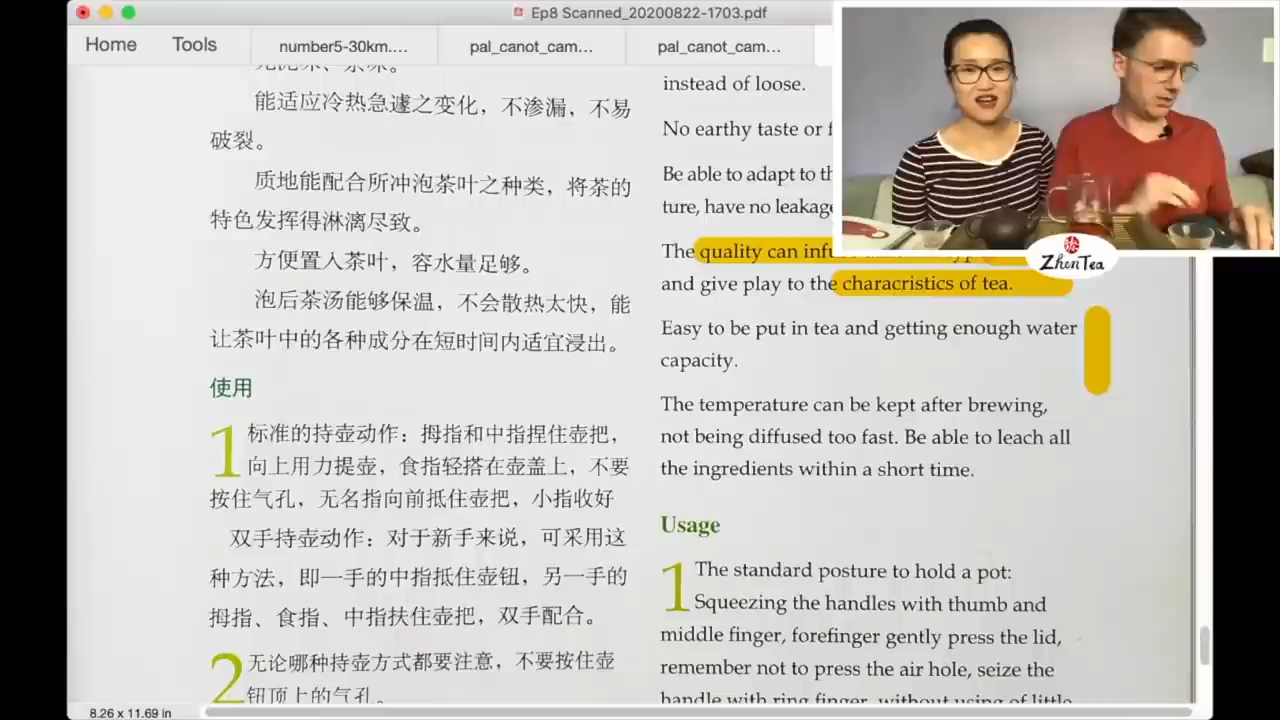 Ep8 Scanned_20200822-1703.pdf
Home
Tools
number5-30km....
pal_canot_cam...
pal_canot_cam...
能适应冷热急遽之变化，不渗漏，不易
破裂。
质地能配合所冲泡茶叶之种类，将茶的
特色发挥得淋漓尽致。
方便置入茶叶，容水量足够。
泡后茶汤能够保温，不会散热太快，能
让茶叶中的各种成分在短时间内适宜浸出。
使用
1 标准的持壶动作：拇指和中指捏住壶把，
向上用力提壶，食指轻搭在壶盖上，不要
按住气孔，无名指向前抵住壶把，小指收好
双手持壶动作：对于新手来说，可采用这
种方法，即一手的中指抵住壶钮，另一手的
拇指、食指、中指扶住壶把，双手配合。
2 无论哪种持壶方式都要注意，不要按住壶
钮顶上的气孔。
instead of loose.
No earthy taste or
Be able to adapt to
ture, have no leakage
The quality can
and give play to the characristics of tea.
Easy to be put in tea and getting enough water
capacity.
The temperature can be kept after brewing,
not being diffused too fast. Be able to leach all
the ingredients within a short time.
Usage
1 The standard posture to hold a pot:
Squeezing the handles with thumb and
middle finger, forefinger gently press the lid,
remember not to press the air hole, seize the
handle with ring finger, without using of little
Zhen Tea
8.26 x 11.69 in